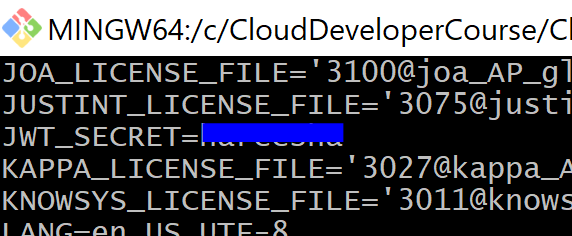 MINGW64:/c/CloudDeveloperCourse/Cl
JOA_LICENSE_FILE='3100@joa_AP_gl
JUSTINT_LICENSE_FILE='3075@justi
JWT_SECRET=
KAPPA_LICENSE_FILE='3027@kappa_A
KNOWSYS_LICENSE_FILE='3011@knows
LANG=en_US.UTF-8